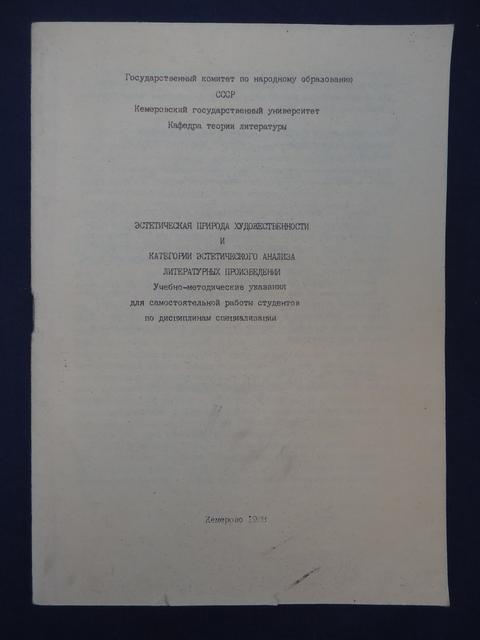 Государственный комитет по народному образованию
СССР
Кемеровский государственный университет
Кафедра теории литературы
ЭСТЕТИЧЕСКАЯ ПРИРОДА ХУДОЖЕСТВЕННОСТИ
И
КАТЕГОРИИ ЭСТЕТИЧЕСКОГО АНАЛИЗА
ЛИТЕРАТУРНЫХ ПРОИЗВЕДЕНИЙ
Учебно-методические указания
для самостоятельной работы студентов
по дисциплинам специализации
Кемерово